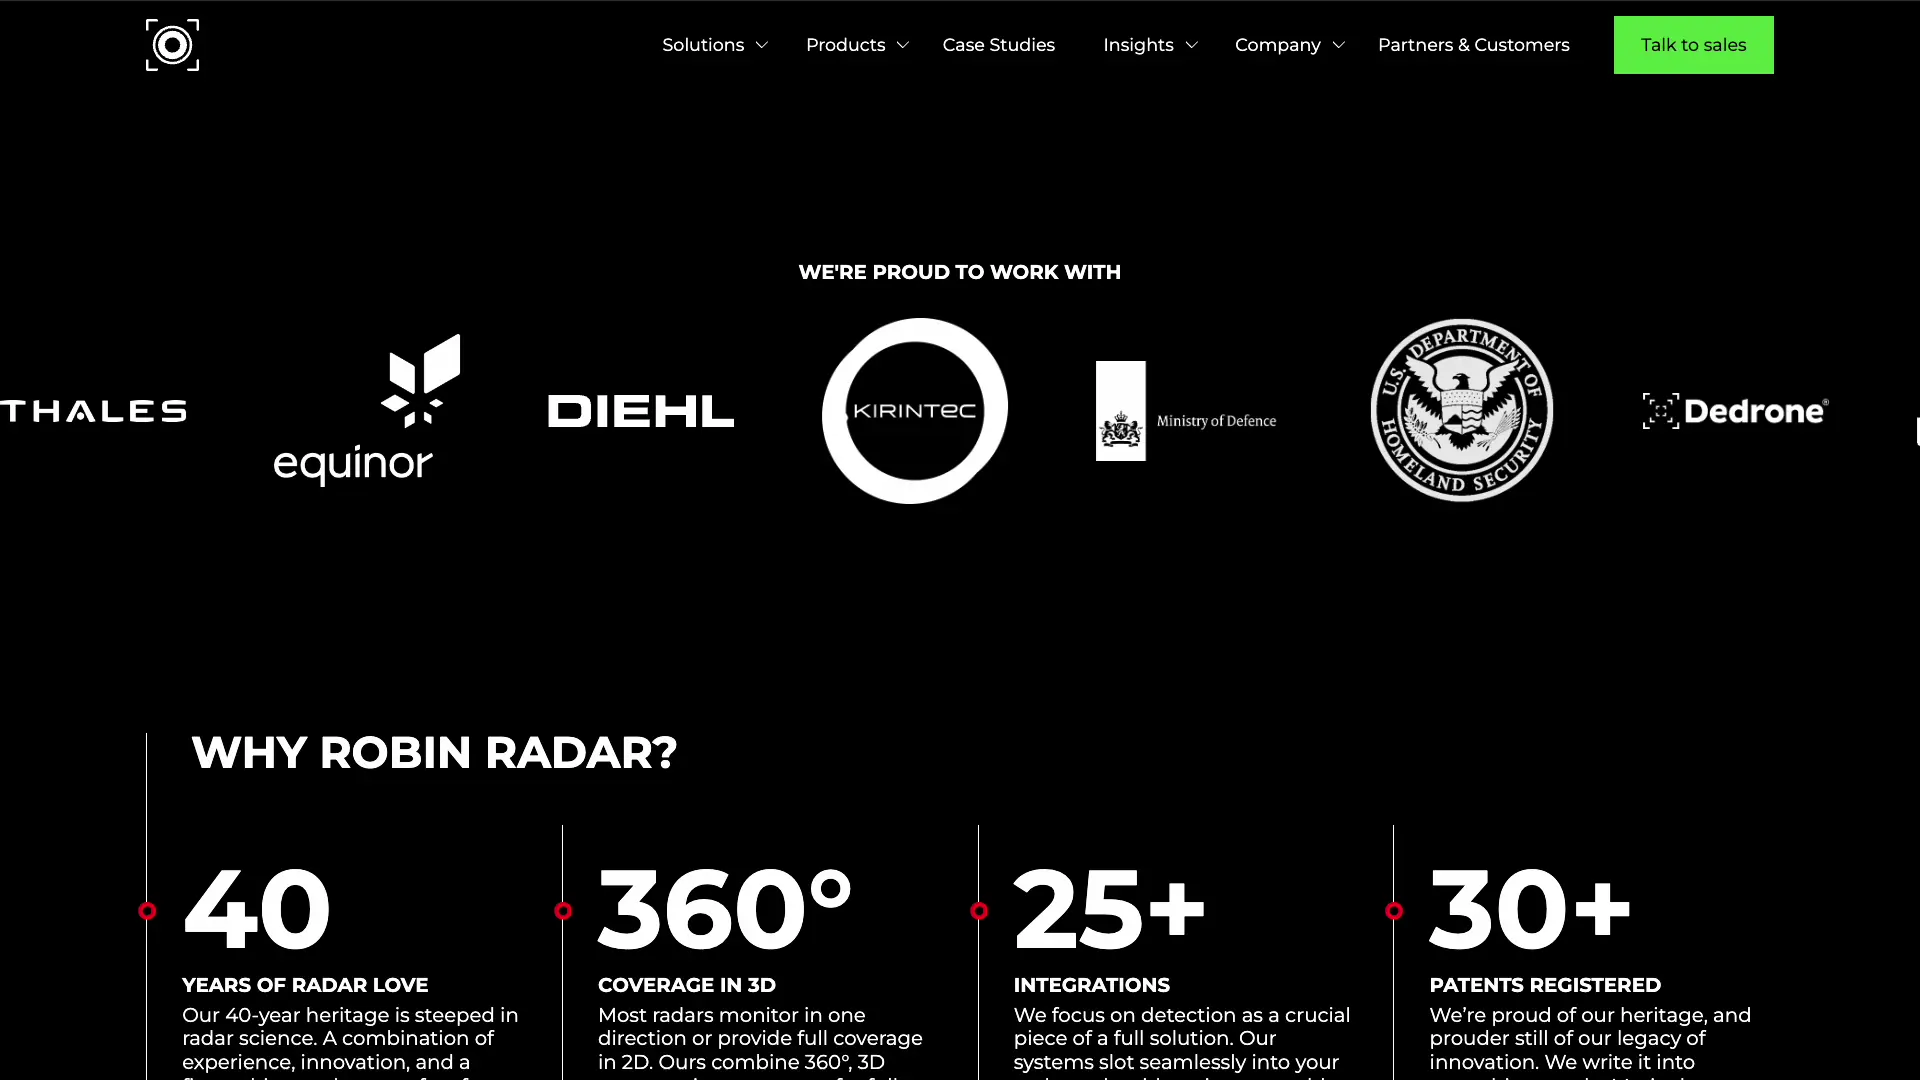 Solutions
Products
Case Studies
Insights
Company
Partners & Customers
Talk to sales
WE'RE PROUD TO WORK WITH
THALES
equinor
DIEHL
KIRINTEC
Ministry of Defence
U.S. DEPARTMENT OF
HOMELAND SECURITY
Dedrone®
WHY ROBIN RADAR?
40
YEARS OF RADAR LOVE
Our 40-year heritage is steeped in
radar science. A combination of
experience, innovation, and a
360°
COVERAGE IN 3D
Most radars monitor in one
direction or provide full coverage
in 2D. Ours combine 360°, 3D
25+
INTEGRATIONS
We focus on detection as a crucial
piece of a full solution. Our
systems slot seamlessly into your
30+
PATENTS REGISTERED
We’re proud of our heritage, and
prouder still of our legacy of
innovation. We write it into